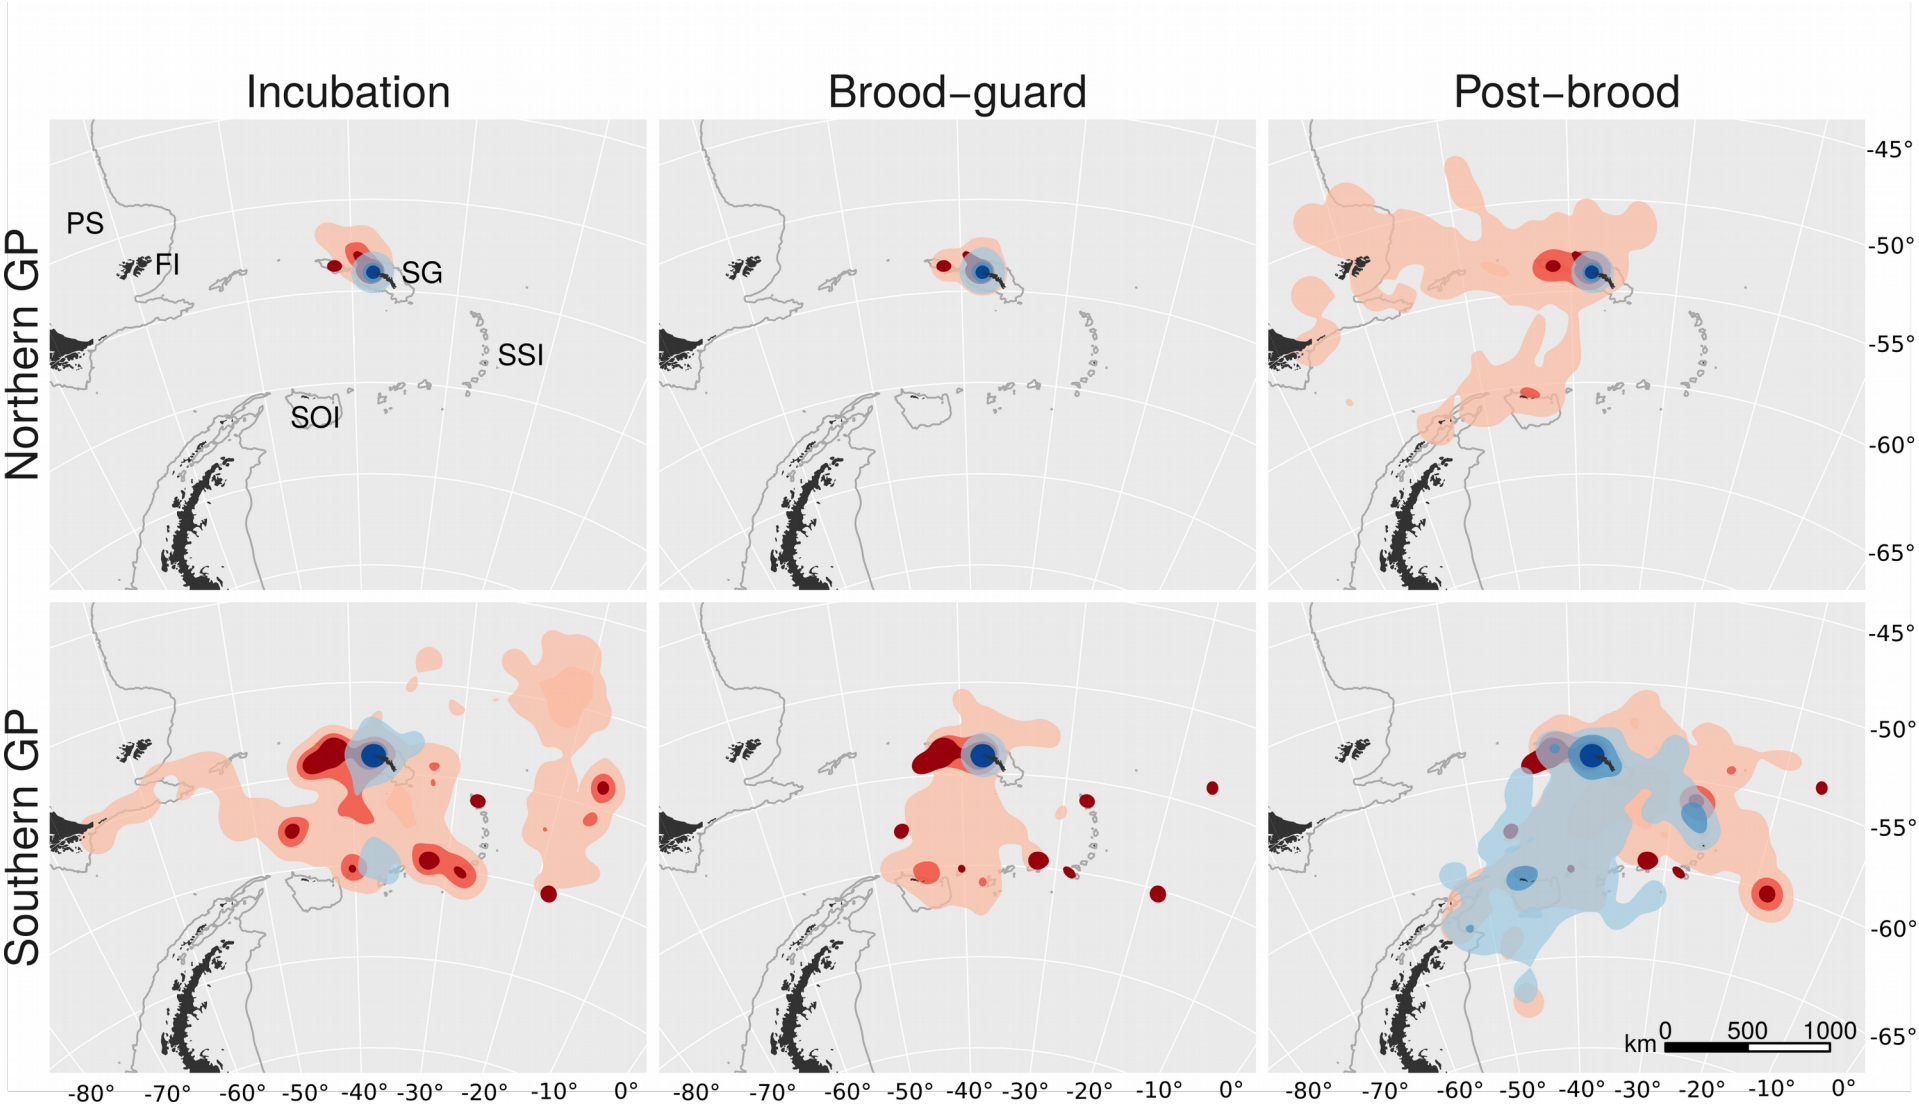 Incubation Brood–guard Post–brood
Northern GP
PS
FI
SG
SSI
SOI
-45°
-50°
-55°
-60°
-65°
Southern GP
-45°
-50°
-55°
-60°
-65°
0 500 1000
km
-80° -70° -60° -50° -40° -30° -20° -10° 0°
-80° -70° -60° -50° -40° -30° -20° -10° 0°
-80° -70° -60° -50° -40° -30° -20° -10° 0°